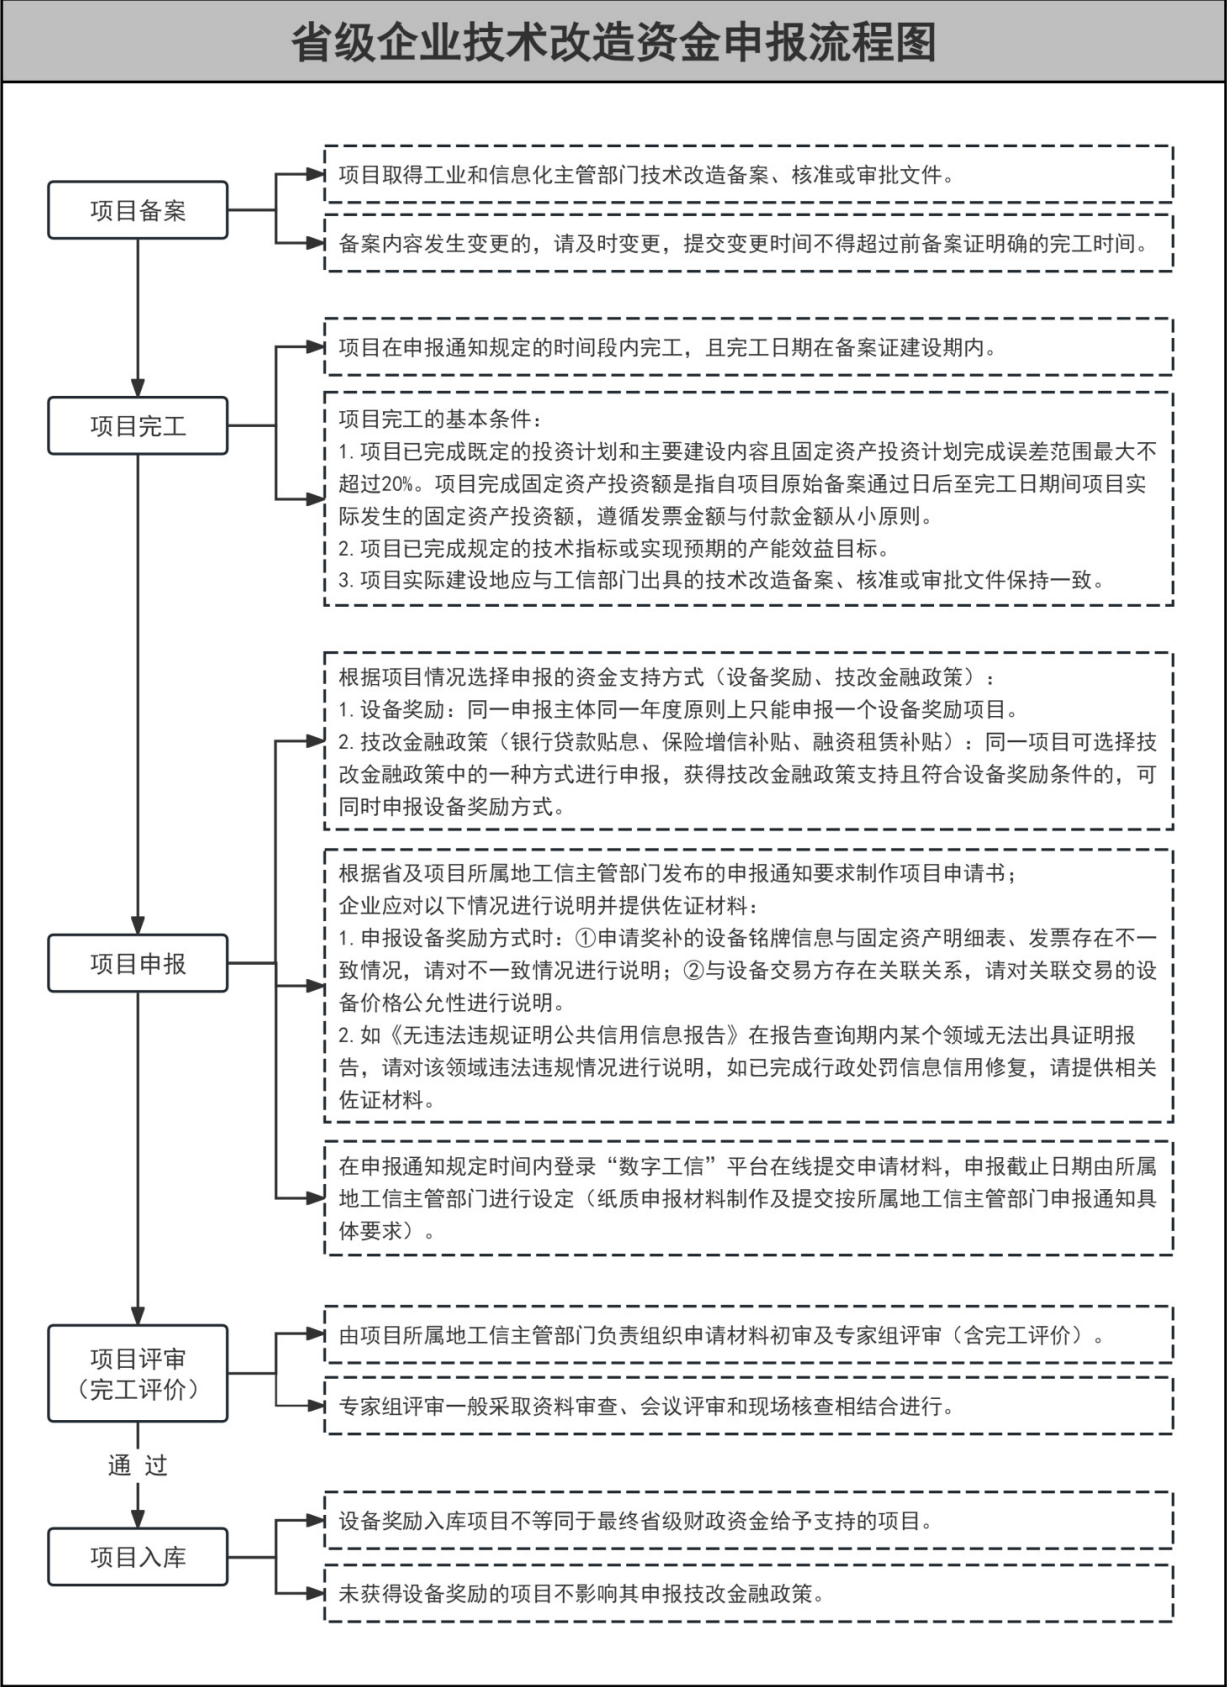 省级企业技术改造资金申报流程图
项目备案
项目取得工业和信息化主管部门技术改造备案、核准或审批文件。
备案内容发生变更的，请及时变更，提交变更时间不得超过前备案证明确的完工时间。
项目完工
项目在申报通知规定的时间段内完工，且完工日期在备案证建设期内。
项目完工的基本条件：
1.项目已完成既定的投资计划和主要建设内容且固定资产投资计划完成误差范围最大不
超过20%。项目完成固定资产投资额是指自项目原始备案通过日后至完工日期间项目实
际发生的固定资产投资额，遵循发票金额与付款金额从小原则。
2.项目已完成规定的技术指标或实现预期的产能效益目标。
3.项目实际建设地应与工信部门出具的技术改造备案、核准或审批文件保持一致。
项目申报
根据项目情况选择申报的资金支持方式（设备奖励、技改金融政策）：
1.设备奖励：同一申报主体同一年度原则上只能申报一个设备奖励项目。
2.技改金融政策（银行贷款贴息、保险增信补贴、融资租赁补贴）：同一项目可选择技
改金融政策中的一种方式进行申报，获得技改金融政策支持且符合设备奖励条件的，可
同时申报设备奖励方式。
根据省及项目所属地工信主管部门发布的申报通知要求制作项目申请书；
企业应对以下情况进行说明并提供佐证材料：
1.申报设备奖励方式时：①申请奖补的设备铭牌信息与固定资产明细表、发票存在不一
致情况，请对不一致情况进行说明；②与设备交易方存在关联关系，请对关联交易的设
备价格公允性进行说明。
2.如《无违法违规证明公共信用信息报告》在报告查询期内某个领域无法出具证明报
告，请对该领域违法违规情况进行说明，如已完成行政处罚信息信用修复，请提供相关
佐证材料。
在申报通知规定时间内登录“数字工信”平台在线提交申请材料，申报截止日期由所属
地工信主管部门进行设定（纸质申报材料制作及提交按所属地工信主管部门申报通知具
体要求）。
项目评审
（完工评价）
由项目所属地工信主管部门负责组织申请材料初审及专家组评审（含完工评价）。
专家组评审一般采取资料审查、会议评审和现场核查相结合进行。
通 过
项目入库
设备奖励入库项目不等同于最终省级财政资金给予支持的项目。
未获得设备奖励的项目不影响其申报技改金融政策。